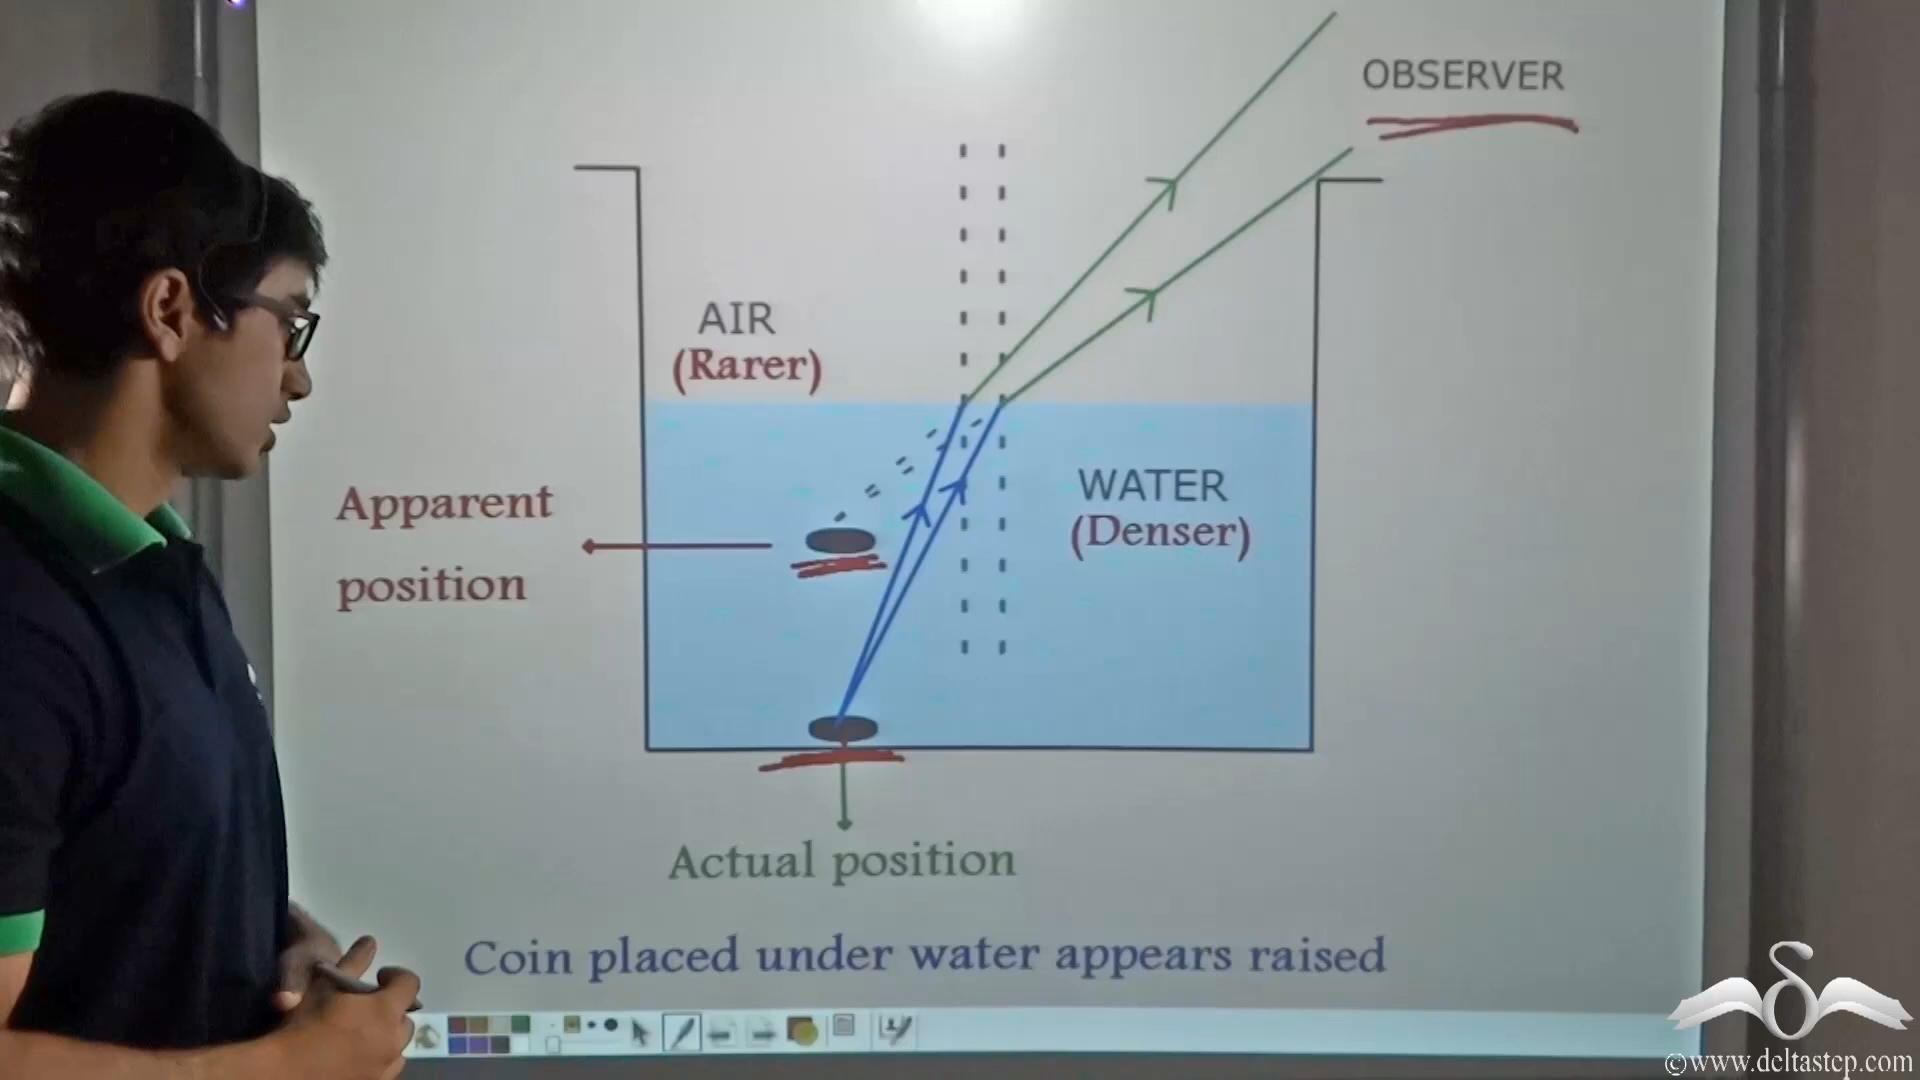 OBSERVER
AIR
(Rarer)
WATER
(Denser)
Apparent
position
Actual position
Coin placed under water appears raised
©www.deltastep.com